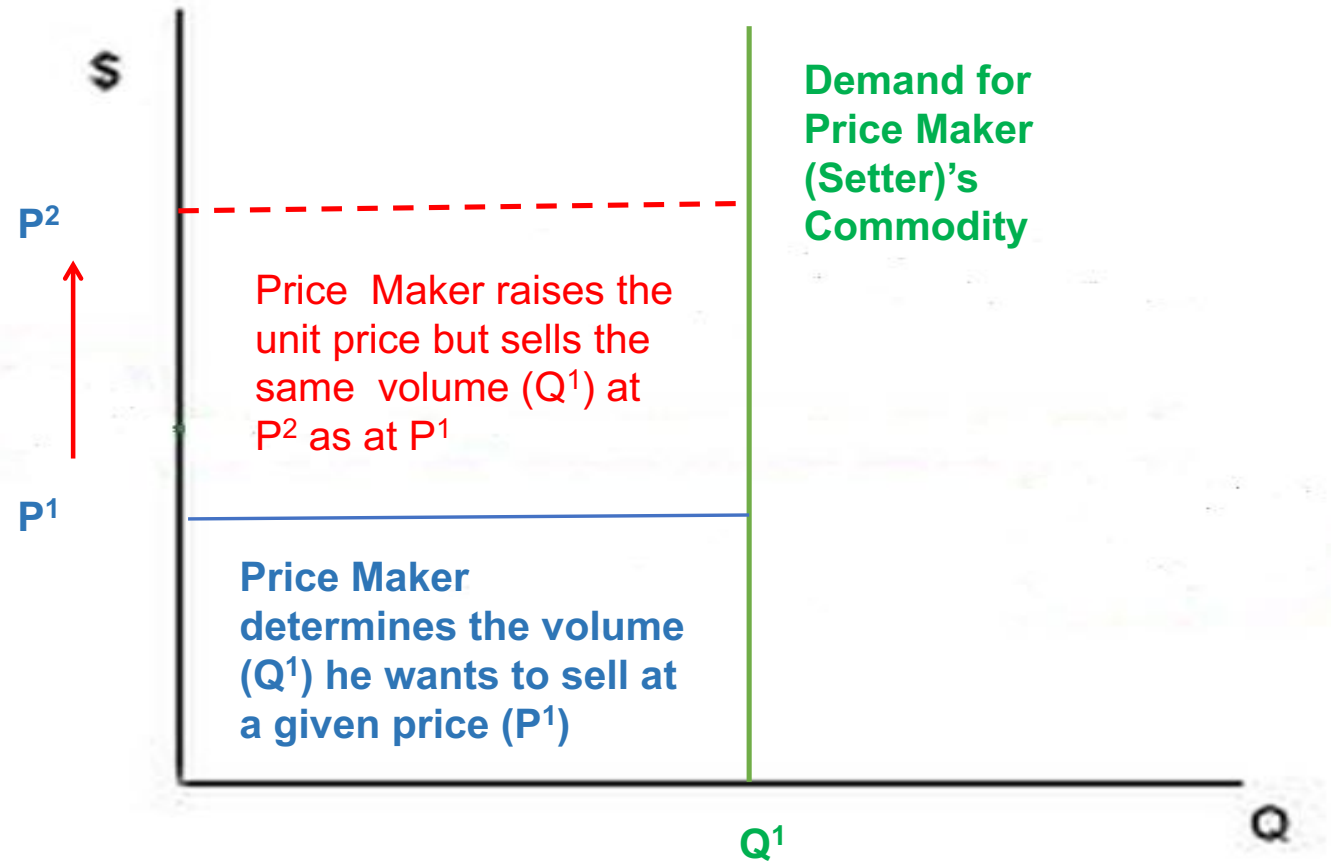 $
Demand for
Price Maker
(Setter)'s
Commodity
P²
Price Maker raises the
unit price but sells the
same volume (Q¹) at
P² as at P¹
P¹
Price Maker
determines the volume
(Q¹) he wants to sell at
a given price (P¹)
Q
Q¹